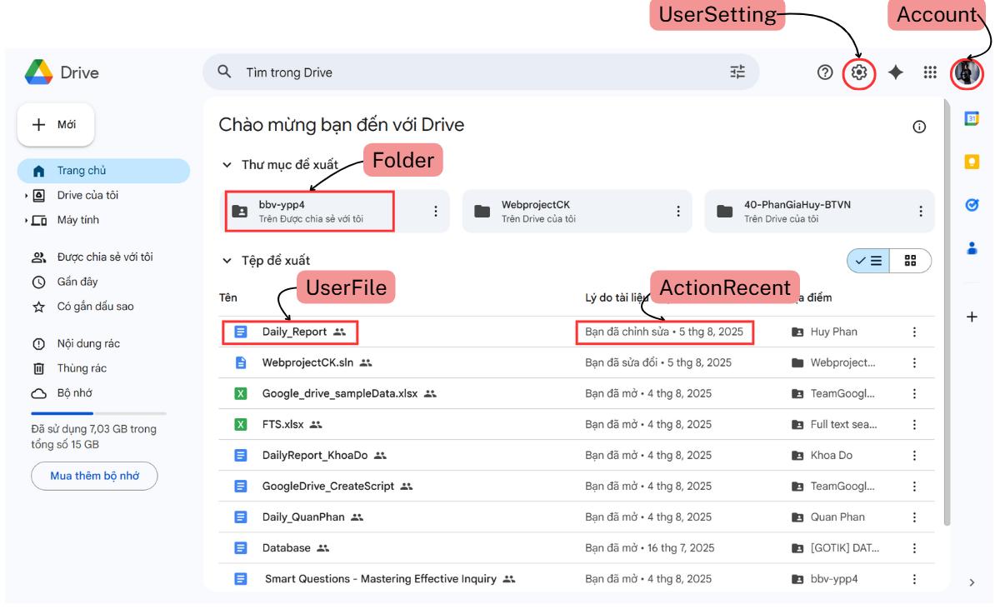 UserSetting
Account
Drive
Tìm trong Drive
31
Mới
Trang chủ
Drive của tôi
Máy tính
Được chia sẻ với tôi
Gần đây
Có gắn dấu sao
Nội dung rác
Thùng rác
Bộ nhớ
Đã sử dụng 7,03 GB trong
tổng số 15 GB
Mua thêm bộ nhớ
Chào mừng bạn đến với Drive
Thư mục đề xuất
Folder
bbv-ypp4
Trên Được chia sẻ với tôi
WebprojectCK
Trên Drive của tôi
40-PhanGiaHuy-BTVN
Trên Drive của tôi
Tệp đề xuất
UserFile
ActionRecent
Tên Lý do tài liệu điểm
Daily_Report Bạn đã chỉnh sửa • 5 thg 8, 2025 Huy Phan
WebprojectCK.sln Bạn đã sửa đổi • 5 thg 8, 2025 Webproject...
X Google_drive_sampleData.xlsx Bạn đã mở • 4 thg 8, 2025 TeamGoogl...
X FTS.xlsx Bạn đã mở • 4 thg 8, 2025 Full text sea...
DailyReport_KhoaDo Bạn đã mở • 4 thg 8, 2025 Khoa Do
GoogleDrive_CreateScript Bạn đã mở • 4 thg 8, 2025 TeamGoogl...
Daily_QuanPhan Bạn đã mở • 4 thg 8, 2025 Quan Phan
Database Bạn đã mở • 16 thg 7, 2025 [GOTIK] DAT...
Smart Questions - Mastering Effective Inquiry Bạn đã mở • 4 thg 8, 2025 bbv-ypp4